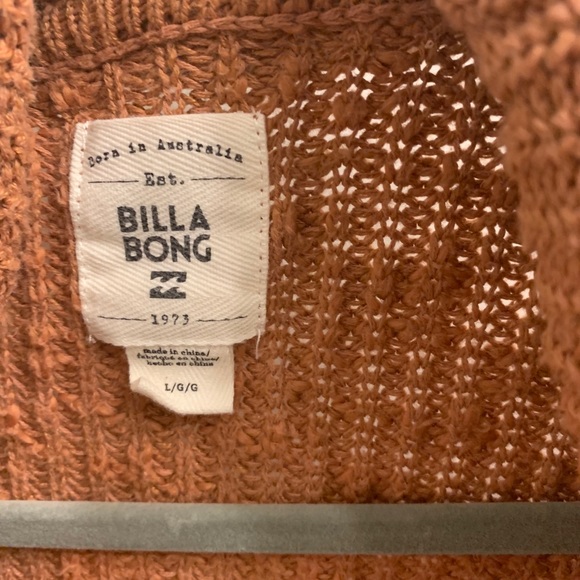 Born in Australia
Est.
BILLA
BONG
1973
made in china/
fabriqué en chine/
hecho en china
L/G/G